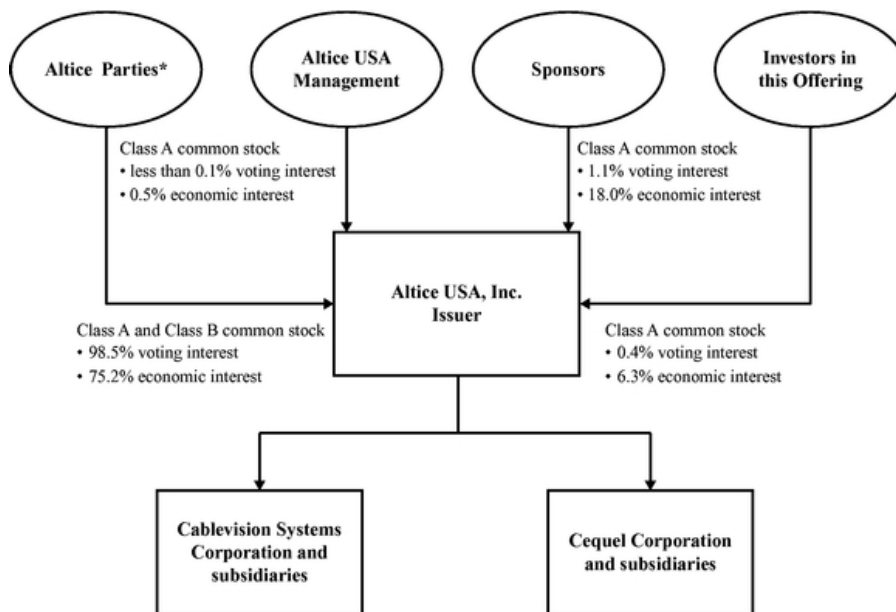 Altice Parties*
Altice USA
Management
Sponsors
Investors in
this Offering
Class A common stock
• less than 0.1% voting interest
• 0.5% economic interest
Class A common stock
• 1.1% voting interest
• 18.0% economic interest
Altice USA, Inc.
Issuer
Class A and Class B common stock
• 98.5% voting interest
• 75.2% economic interest
Class A common stock
• 0.4% voting interest
• 6.3% economic interest
Cablevision Systems
Corporation and
subsidiaries
Cequel Corporation
and subsidiaries